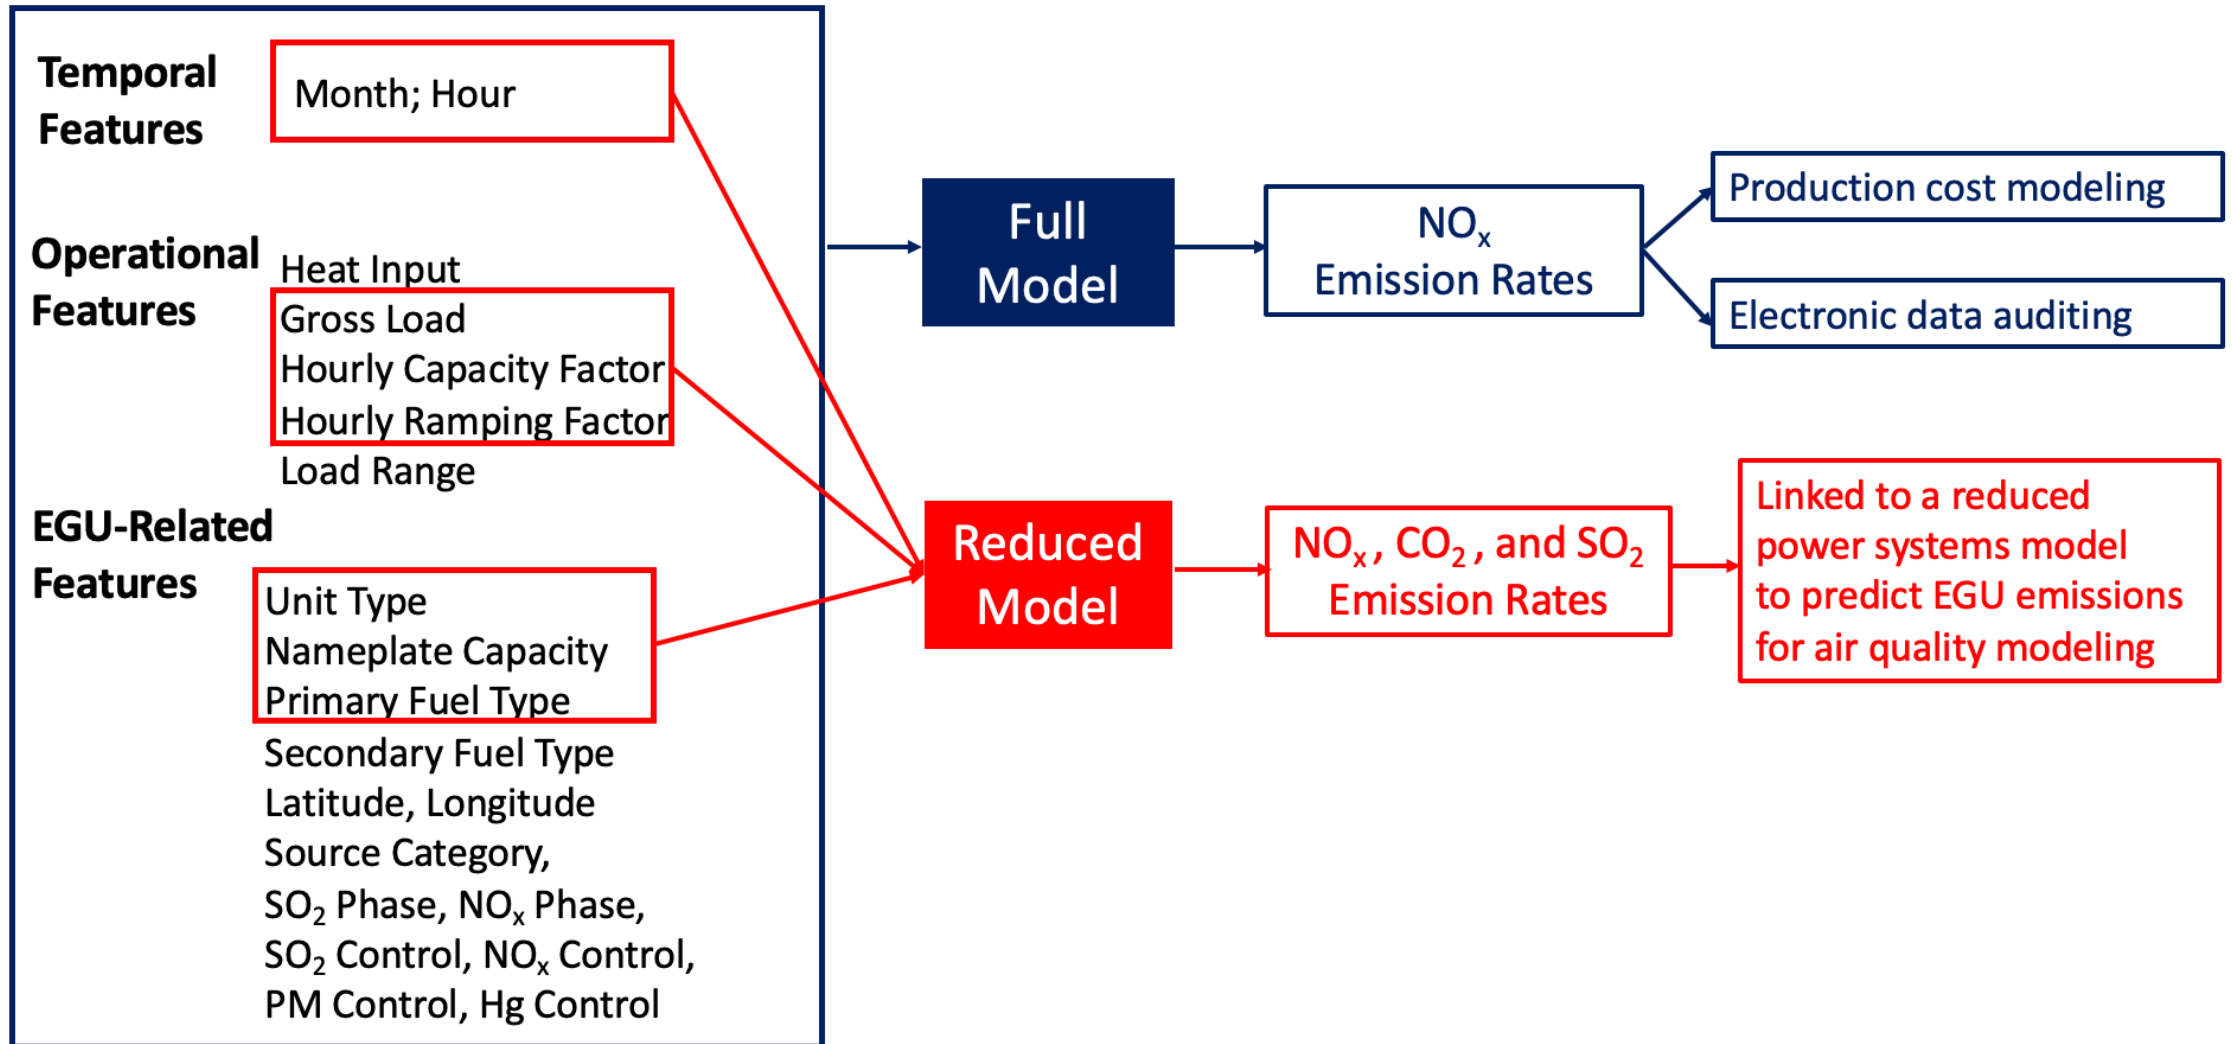 Temporal
Features
Month; Hour
Operational
Features
Heat Input
Gross Load
Hourly Capacity Factor
Hourly Ramping Factor
Load Range
EGU-Related
Features
Unit Type
Nameplate Capacity
Primary Fuel Type
Secondary Fuel Type
Latitude, Longitude
Source Category,
SO₂ Phase, NOₓ Phase,
SO₂ Control, NOₓ Control,
PM Control, Hg Control
Full
Model
NOₓ
Emission Rates
Production cost modeling
Electronic data auditing
Reduced
Model
NOₓ, CO₂, and SO₂
Emission Rates
Linked to a reduced
power systems model
to predict EGU emissions
for air quality modeling